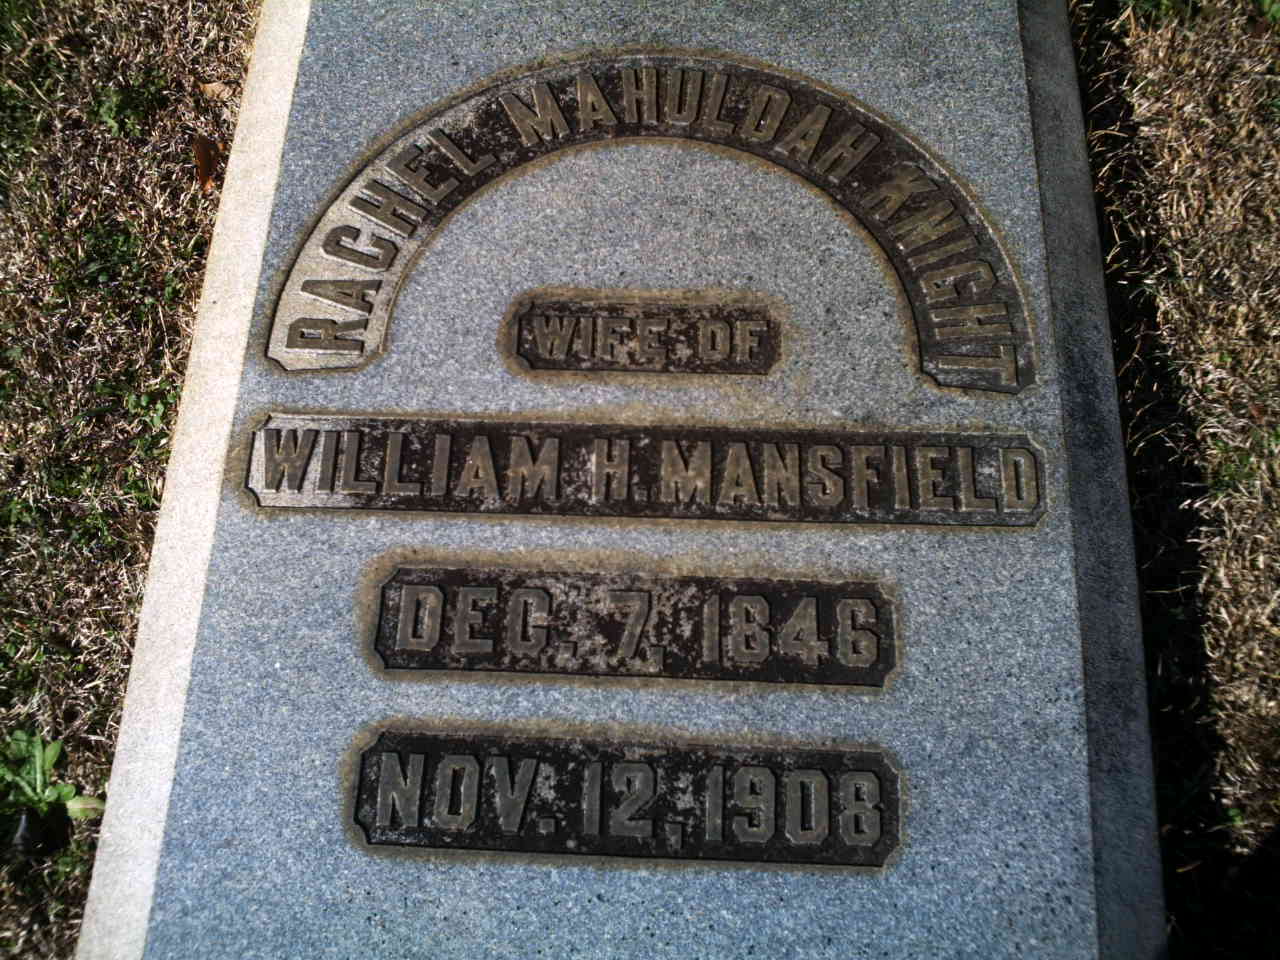 RACHEL MAHULDAH KNIGHT
WIFE OF
WILLIAM H. MANSFIELD
DEC. 7, 1846
NOV. 12, 1908